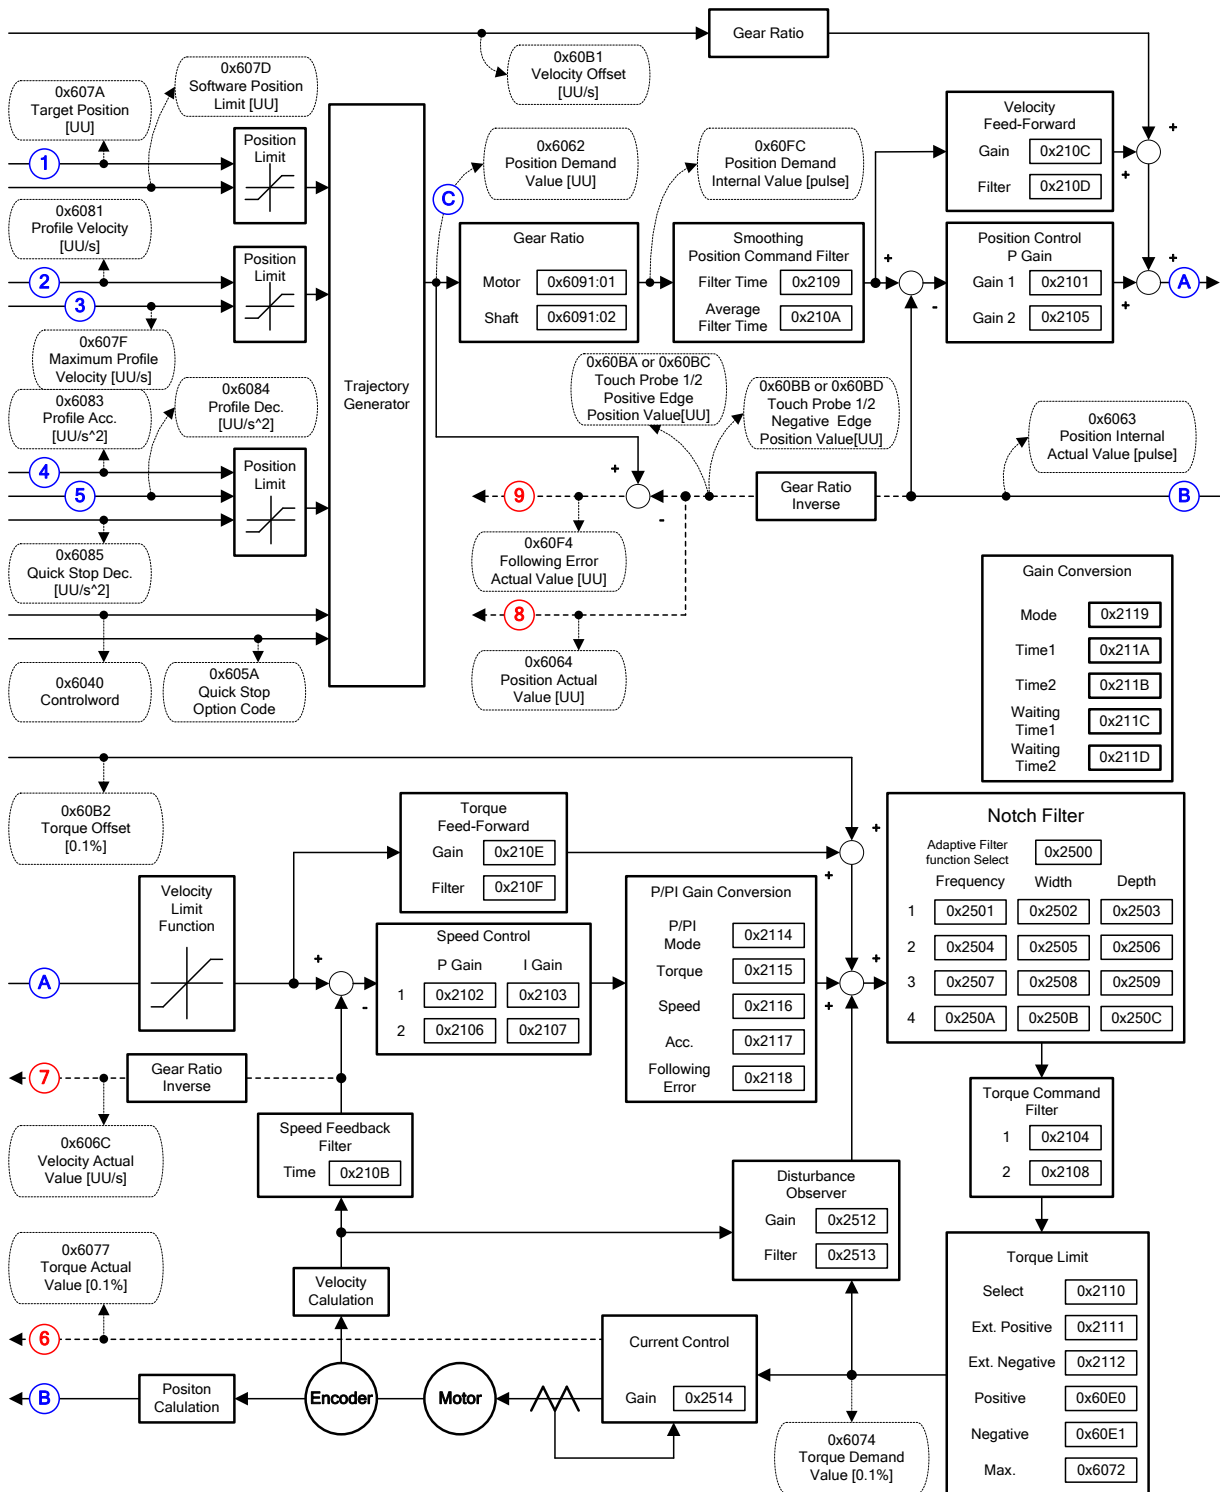 Gear Ratio
0x60B1
Velocity Offset
[UU/s]
0x607D
Software Position
Limit [UU]
0x607A
Target Position
[UU]
Position
Limit
1
0x6081
Profile Velocity
[UU/s]
Position
Limit
2
3
0x607F
Maximum Profile
Velocity [UU/s]
0x6083
Profile Acc.
[UU/s^2]
0x6084
Profile Dec.
[UU/s^2]
Position
Limit
4
5
0x6085
Quick Stop Dec.
[UU/s^2]
0x6040
Controlword
0x605A
Quick Stop
Option Code
Trajectory
Generator
C
0x6062
Position Demand
Value [UU]
0x60FC
Position Demand
Internal Value [pulse]
Gear Ratio
Motor 0x6091:01
Shaft 0x6091:02
Smoothing
Position Command Filter
Filter Time 0x2109
Average
Filter Time 0x210A
Velocity
Feed-Forward
Gain 0x210C
Filter 0x210D
+
+
Position Control
P Gain
Gain 1 0x2101
Gain 2 0x2105
+
-
+
+
A
0x60BA or 0x60BC
Touch Probe 1/2
Positive Edge
Position Value[UU]
0x60BB or 0x60BD
Touch Probe 1/2
Negative Edge
Position Value[UU]
0x6063
Position Internal
Actual Value [pulse]
Gear Ratio
Inverse
B
+
-
9
0x60F4
Following Error
Actual Value [UU]
8
0x6064
Position Actual
Value [UU]
Gain Conversion
Mode 0x2119
Time1 0x211A
Time2 0x211B
Waiting
Time1 0x211C
Waiting
Time2 0x211D
0x60B2
Torque Offset
[0.1%]
Torque
Feed-Forward
Gain 0x210E
Filter 0x210F
+
+
Velocity
Limit
Function
A
+
-
Speed Control
P Gain I Gain
1 0x2102 0x2103
2 0x2106 0x2107
P/PI Gain Conversion
P/PI
Mode 0x2114
Torque 0x2115
Speed 0x2116
Acc. 0x2117
Following
Error 0x2118
+
+
Notch Filter
Adaptive Filter
function Select 0x2500
Frequency Width Depth
1 0x2501 0x2502 0x2503
2 0x2504 0x2505 0x2506
3 0x2507 0x2508 0x2509
4 0x250A 0x250B 0x250C
7
Gear Ratio
Inverse
0x606C
Velocity Actual
Value [UU/s]
Speed Feedback
Filter
Time 0x210B
Torque Command
Filter
1 0x2104
2 0x2108
Disturbance
Observer
Gain 0x2512
Filter 0x2513
0x6077
Torque Actual
Value [0.1%]
Velocity
Calulation
6
Current Control
Gain 0x2514
Torque Limit
Select 0x2110
Ext. Positive 0x2111
Ext. Negative 0x2112
Positive 0x60E0
Negative 0x60E1
Max. 0x6072
B
Positon
Calulation
Encoder
Motor
0x6074
Torque Demand
Value [0.1%]